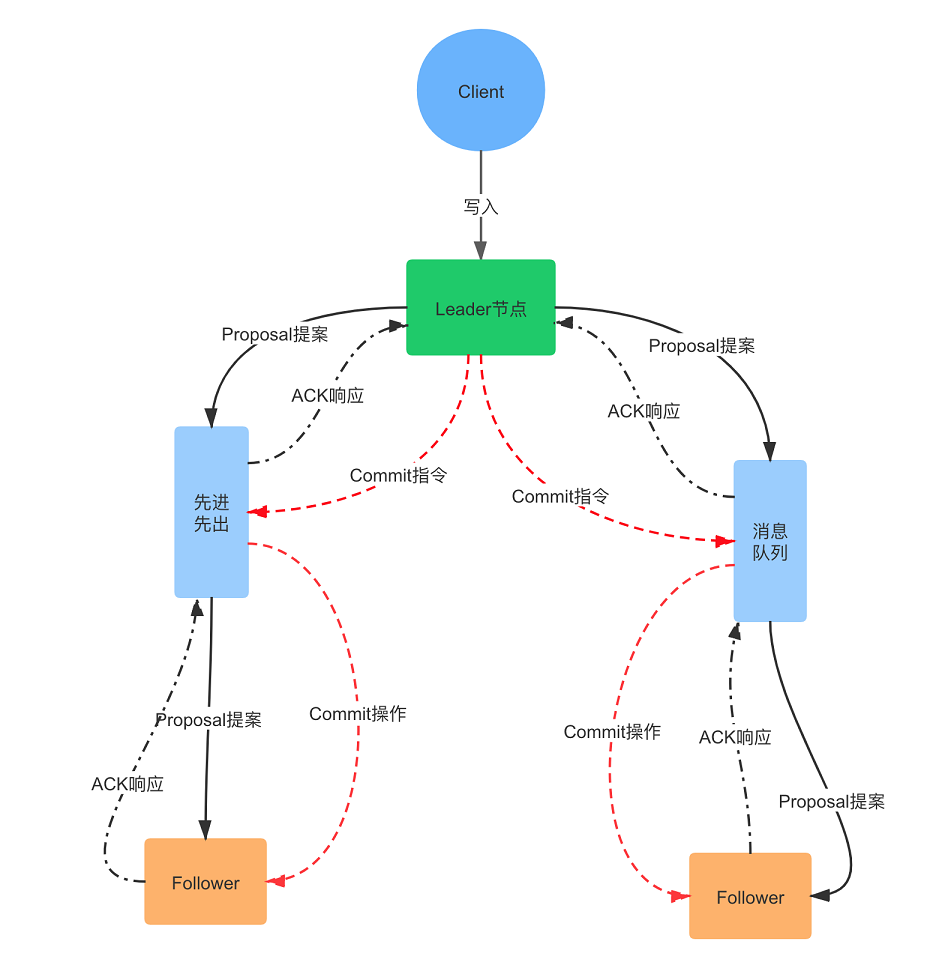 Client
写入
Leader节点
Proposal提案
Proposal提案
ACK响应
ACK响应
Commit指令
Commit指令
先进
先出
消息
队列
Commit操作
Proposal提案
Commit操作
ACK响应
ACK响应
Proposal提案
Follower
Follower